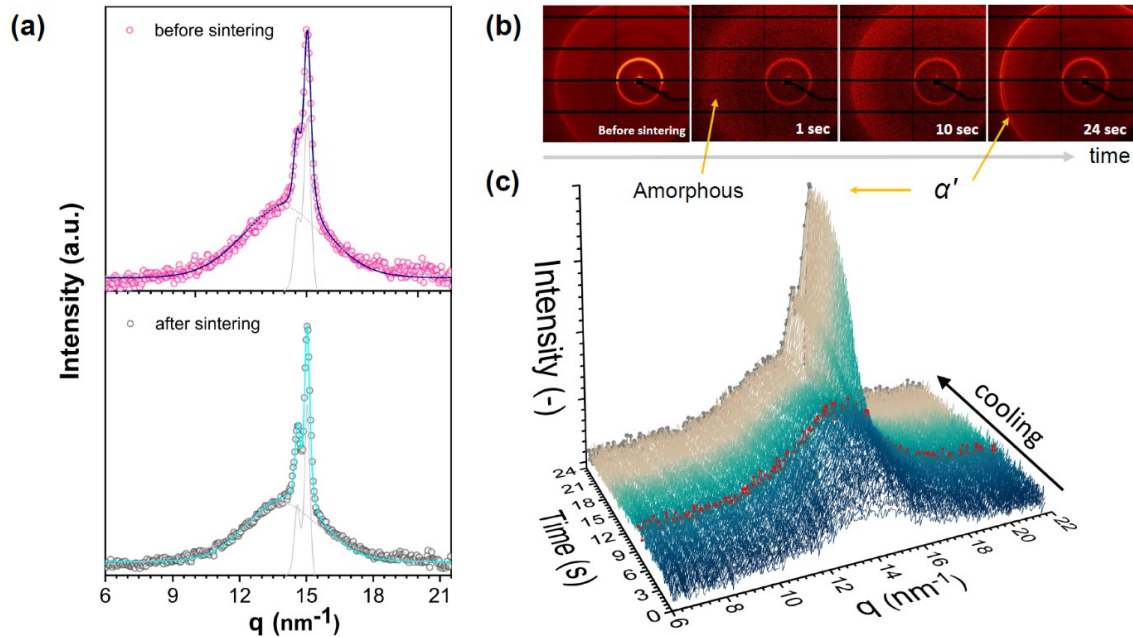 (a)
before sintering
after sintering
Intensity (a.u.)
6 9 12 15 18 21
q (nm⁻¹)
(b)
Before sintering
1 sec
10 sec
24 sec
time
Amorphous
α′
(c)
Intensity (-)
cooling
24
21
18
15
12
9
6
3
0
Time (s)
6 8 10 12 14 16 18 20 22
q (nm⁻¹)